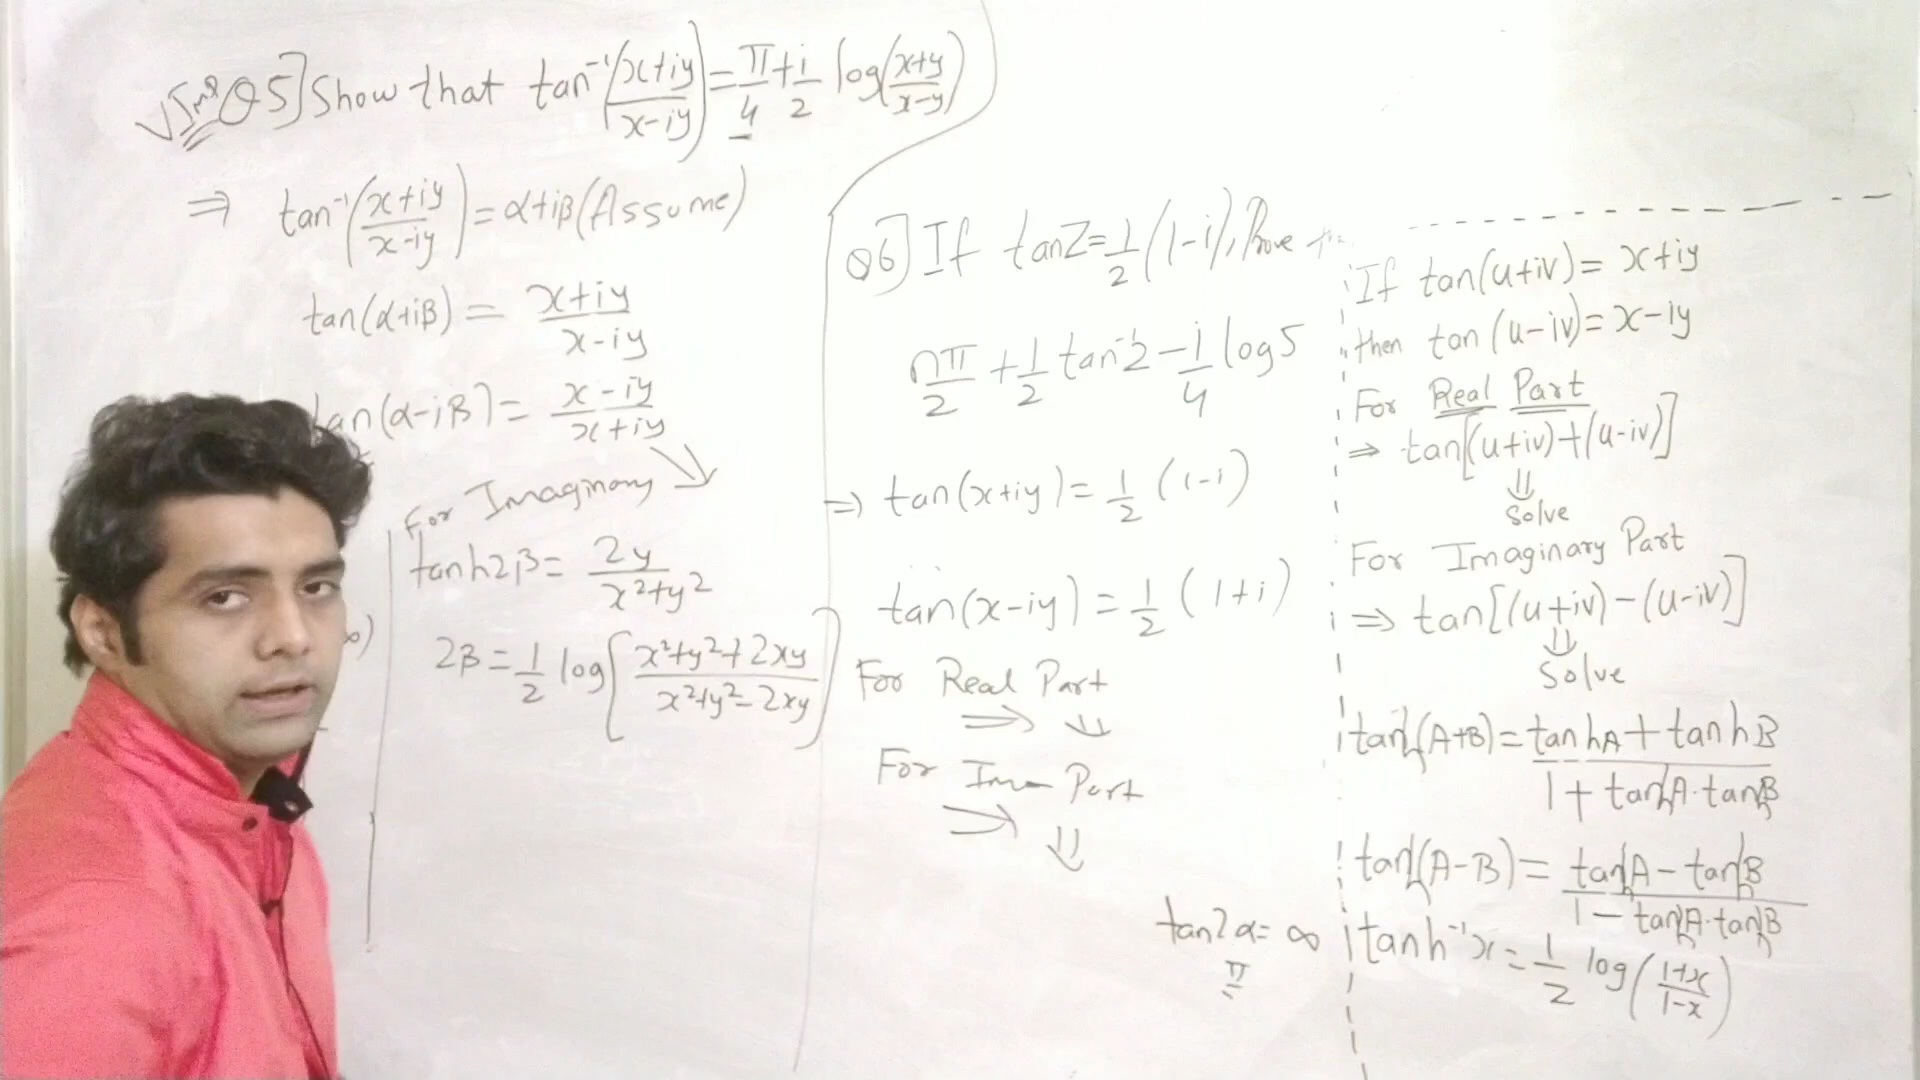 √Imp Q5] Show that tan⁻¹((x+iy)/(x-iy)) = π/4 + i/2 log((x+y)/(x-y))
⇒ tan⁻¹((x+iy)/(x-iy)) = α+iβ (Assume)
tan(α+iβ) = (x+iy)/(x-iy)
tan(α-iβ) = (x-iy)/(x+iy)
For Imaginary
tanh2β = 2y/(x²+y²)
∞)
2β = 1/2 log[(x²+y²+2xy)/(x²+y²-2xy)]
Q6] If tanZ = 1/2 (1-i), Prove
nπ/2 + 1/2 tan⁻¹2 - i/4 log5
⇒ tan(x+iy) = 1/2 (1-i)
tan(x-iy) = 1/2 (1+i)
For Real Part
⇒ ⇓
For Ima Part
⇒ ⇓
tan2α = ∞
π
If tan(u+iv) = x+iy
then tan(u-iv) = x-iy
For Real Part
⇒ tan[(u+iv)+(u-iv)]
⇓
Solve
For Imaginary Part
⇒ tan[(u+iv)-(u-iv)]
⇓
Solve
tanh(A+B) = (tanhA + tanhB)/(1 + tanhA·tanhB)
tanh(A-B) = (tanhA - tanhB)/(1 - tanhA·tanhB)
tanh⁻¹x = 1/2 log((1+x)/(1-x))